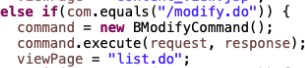 else if(com.equals("/modify.do")) {
command = new BModifyCommand();
command.execute(request, response);
viewPage = "list.do";